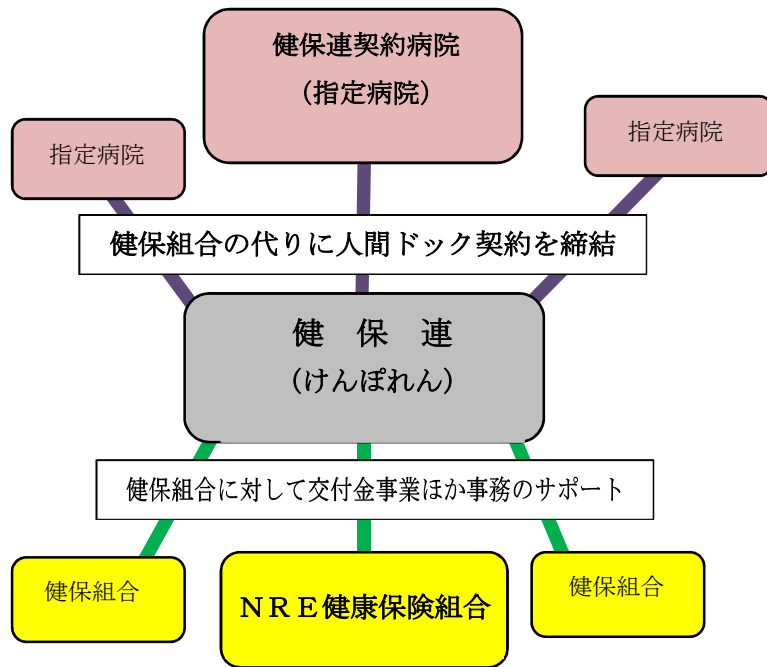 健保連契約病院
（指定病院）
指定病院
指定病院
健保組合の代りに人間ドック契約を締結
健　保　連
（けんぽれん）
健保組合に対して交付金事業ほか事務のサポート
健保組合
ＮＲＥ健康保険組合
健保組合